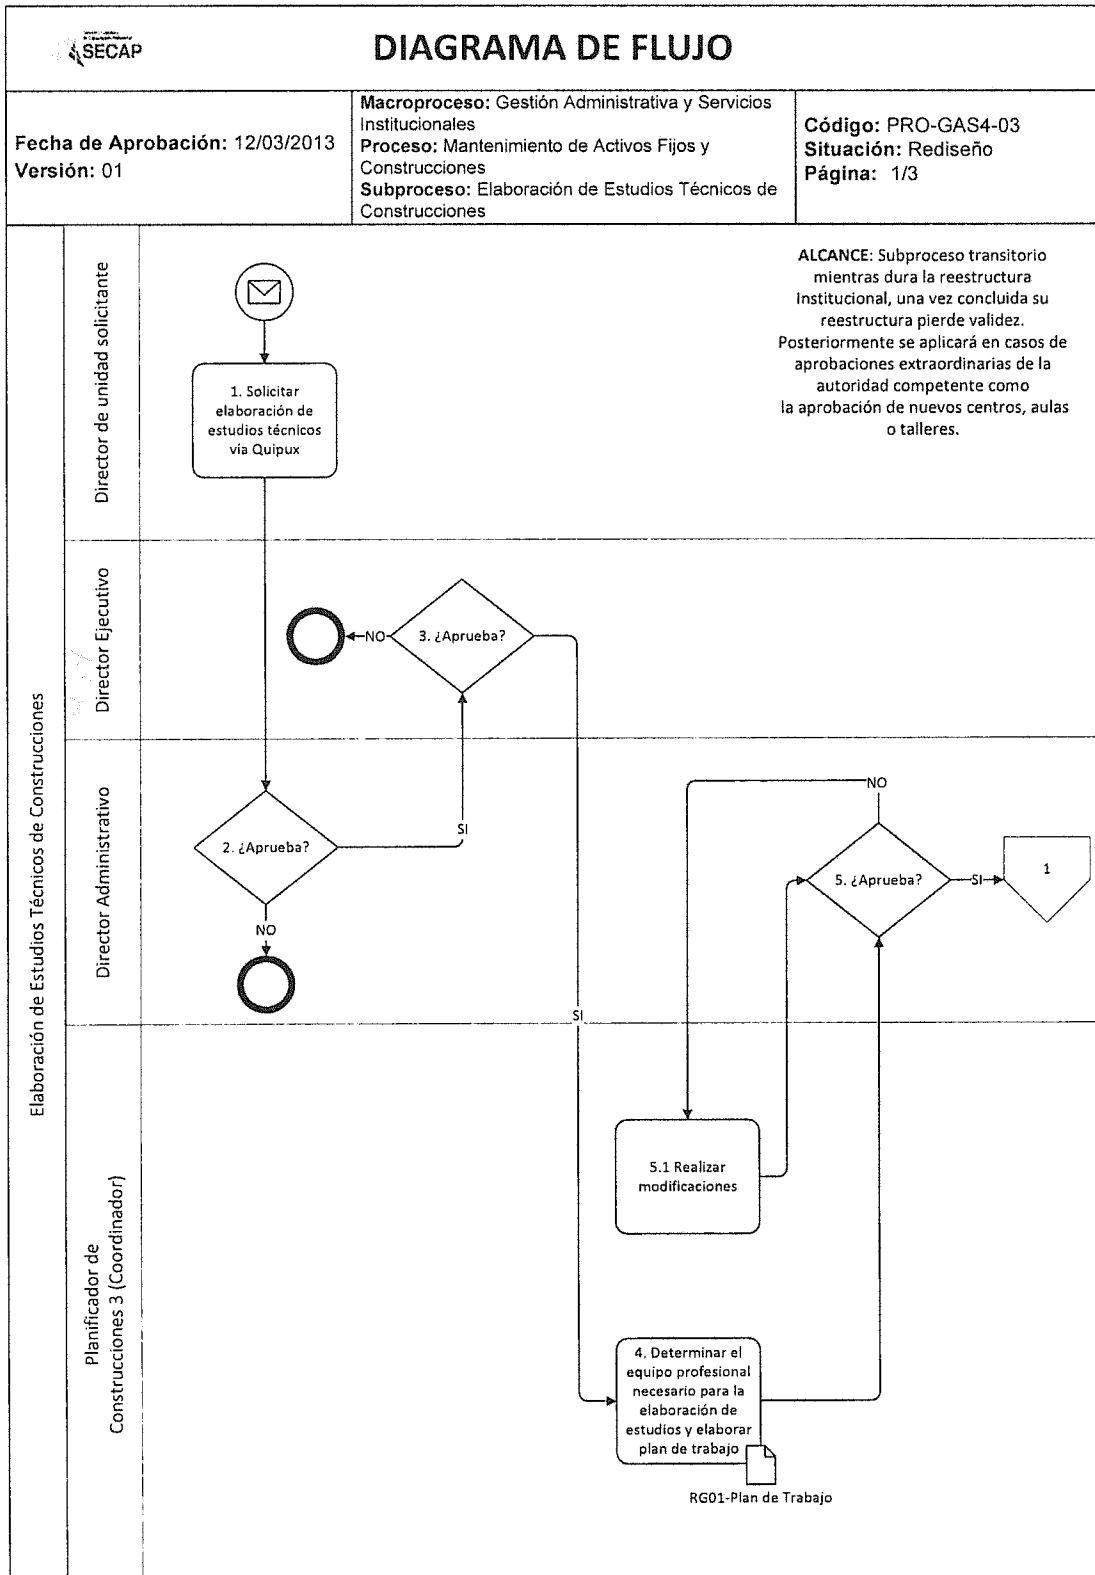 SECAP
DIAGRAMA DE FLUJO
Fecha de Aprobación: 12/03/2013
Versión: 01
Macroproceso: Gestión Administrativa y Servicios
Institucionales
Proceso: Mantenimiento de Activos Fijos y
Construcciones
Subproceso: Elaboración de Estudios Técnicos de
Construcciones
Código: PRO-GAS4-03
Situación: Rediseño
Página: 1/3
Elaboración de Estudios Técnicos de Construcciones
Director de unidad solicitante
1. Solicitar
elaboración de
estudios técnicos
vía Quipux
ALCANCE: Subproceso transitorio
mientras dura la reestructura
Institucional, una vez concluida su
reestructura pierde validez.
Posteriormente se aplicará en casos de
aprobaciones extraordinarias de la
autoridad competente como
la aprobación de nuevos centros, aulas
o talleres.
Director Ejecutivo
NO
3. ¿Aprueba?
Director Administrativo
2. ¿Aprueba?
SI
NO
NO
5. ¿Aprueba?
SI
1
SI
Planificador de
Construcciones 3 (Coordinador)
5.1 Realizar
modificaciones
4. Determinar el
equipo profesional
necesario para la
elaboración de
estudios y elaborar
plan de trabajo
RG01-Plan de Trabajo